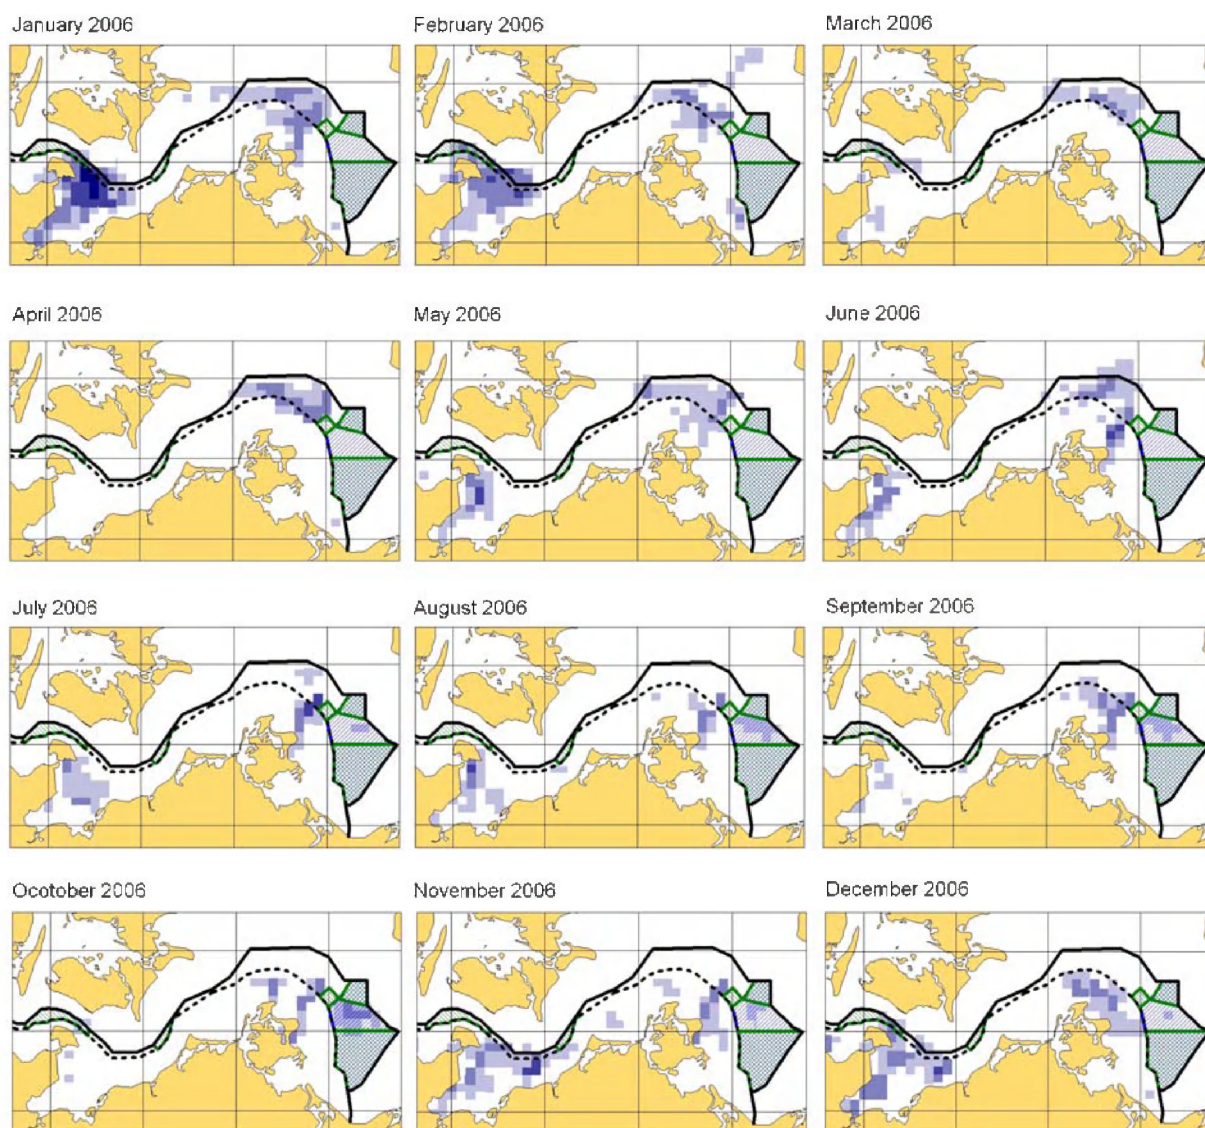 January 2006
February 2006
March 2006
April 2006
May 2006
June 2006
July 2006
August 2006
September 2006
Ocotober 2006
November 2006
December 2006